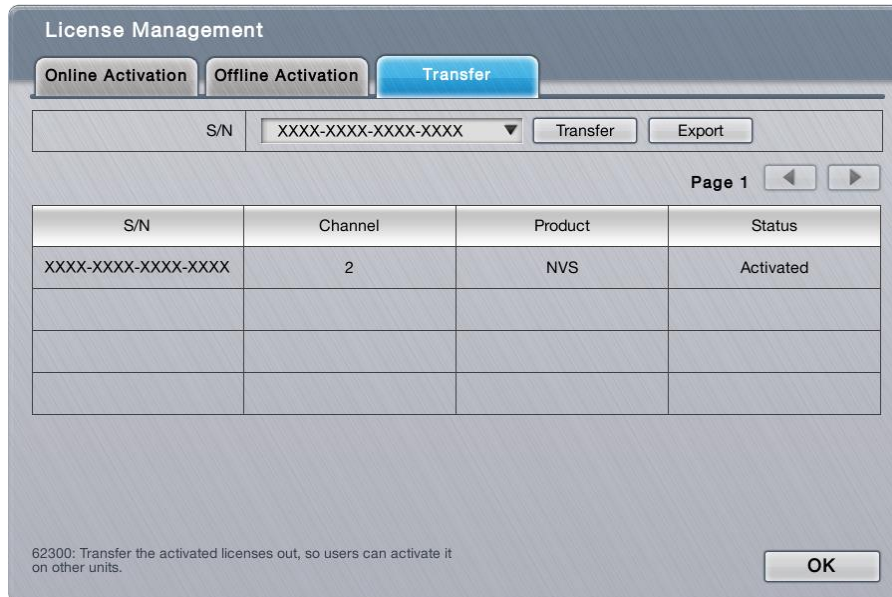 License Management
Online Activation Offline Activation Transfer
S/N XXXX-XXXX-XXXX-XXXX Transfer Export
Page 1
S/N Channel Product Status
XXXX-XXXX-XXXX-XXXX 2 NVS Activated
62300: Transfer the activated licenses out, so users can activate it
on other units.
OK